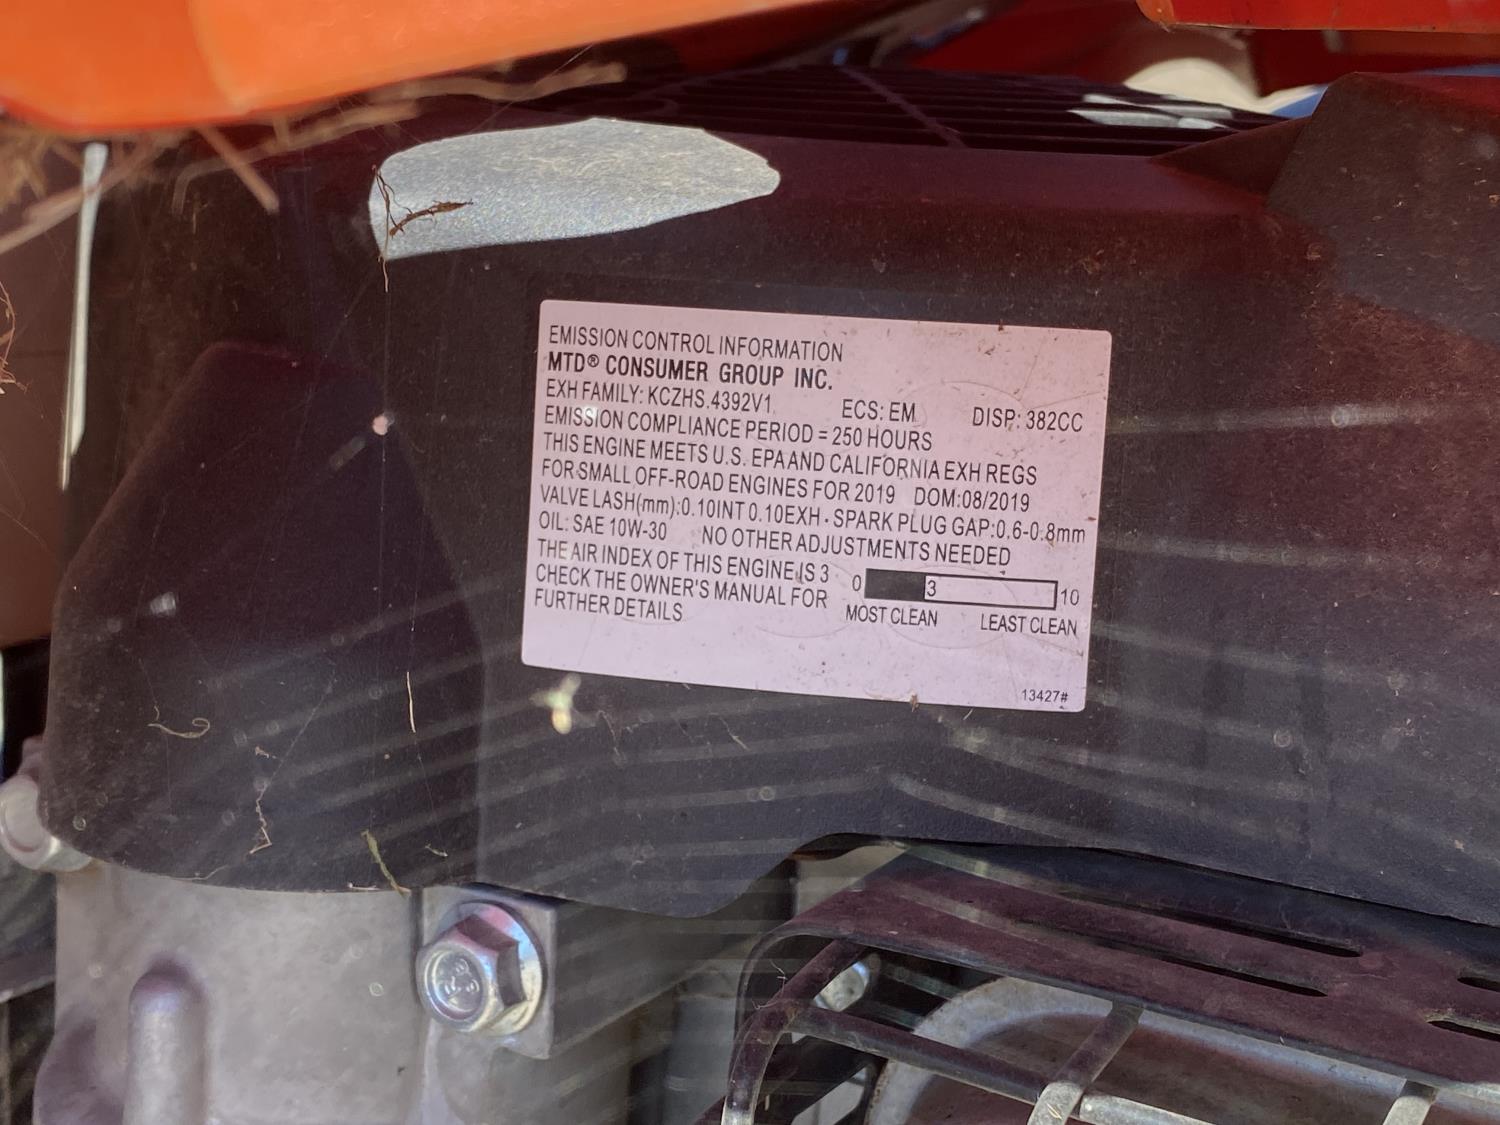 EMISSION CONTROL INFORMATION
MTD® CONSUMER GROUP INC.
EXH FAMILY: KCZHS.4392V1 ECS: EM DISP: 382CC
EMISSION COMPLIANCE PERIOD = 250 HOURS
THIS ENGINE MEETS U.S. EPA AND CALIFORNIA EXH REGS
FOR SMALL OFF-ROAD ENGINES FOR 2019 DOM:08/2019
VALVE LASH(mm):0.10INT 0.10EXH · SPARK PLUG GAP:0.6-0.8mm
OIL: SAE 10W-30 NO OTHER ADJUSTMENTS NEEDED
THE AIR INDEX OF THIS ENGINE IS 3
CHECK THE OWNER'S MANUAL FOR
FURTHER DETAILS
0 3 10
MOST CLEAN LEAST CLEAN
13427#